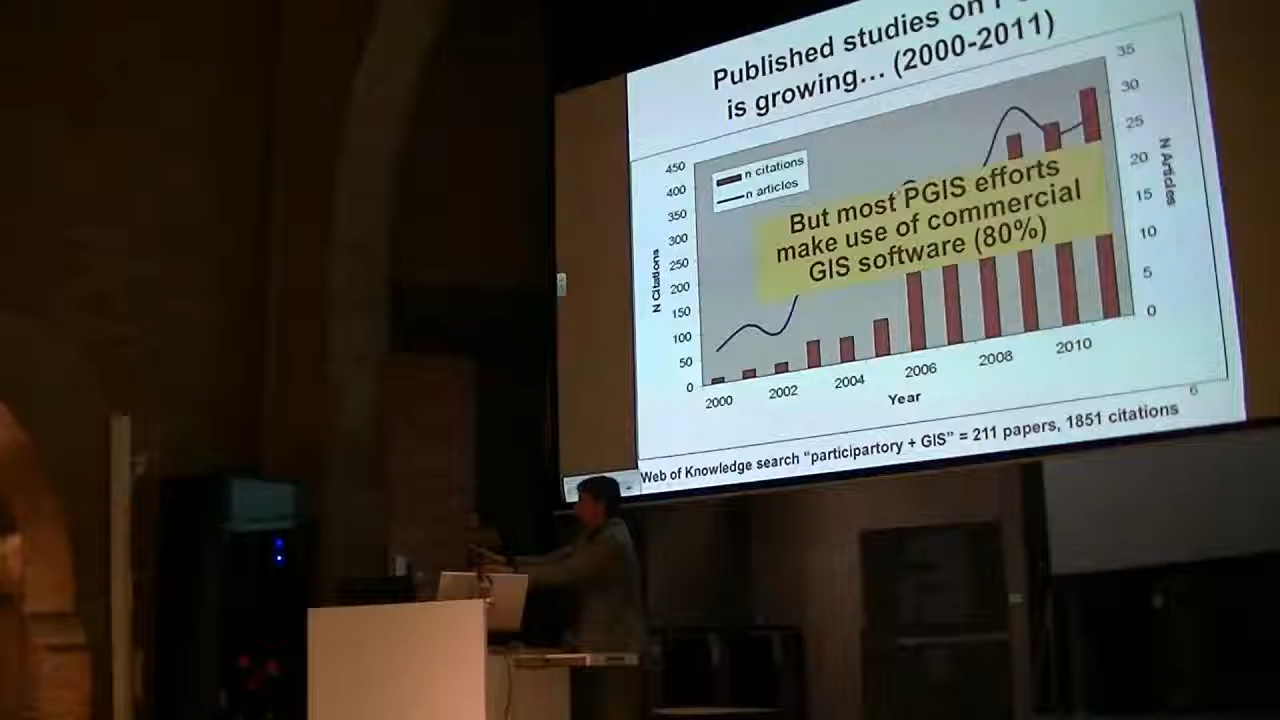 Published studies on
is growing... (2000-2011)
n citations
n articles
450
400
350
300
250
200
150
100
50
0
N Citations
35
30
25
20
15
10
5
0
N Articles
But most PGIS efforts
make use of commercial
GIS software (80%)
2000
2002
2004
2006
2008
2010
Year
6
Web of Knowledge search "participartory + GIS" = 211 papers, 1851 citations